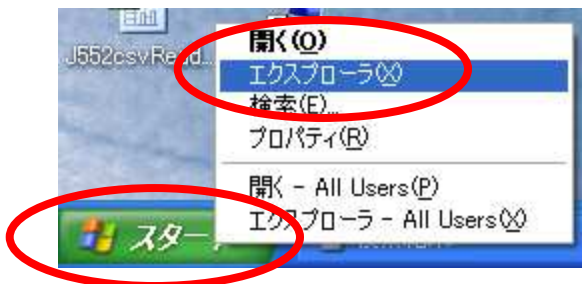 J552csvRead...
開く(O)
エクスプローラ(X)
検索(E)...
プロパティ(R)
開く - All Users(P)
エクスプローラ - All Users(X)
スタート